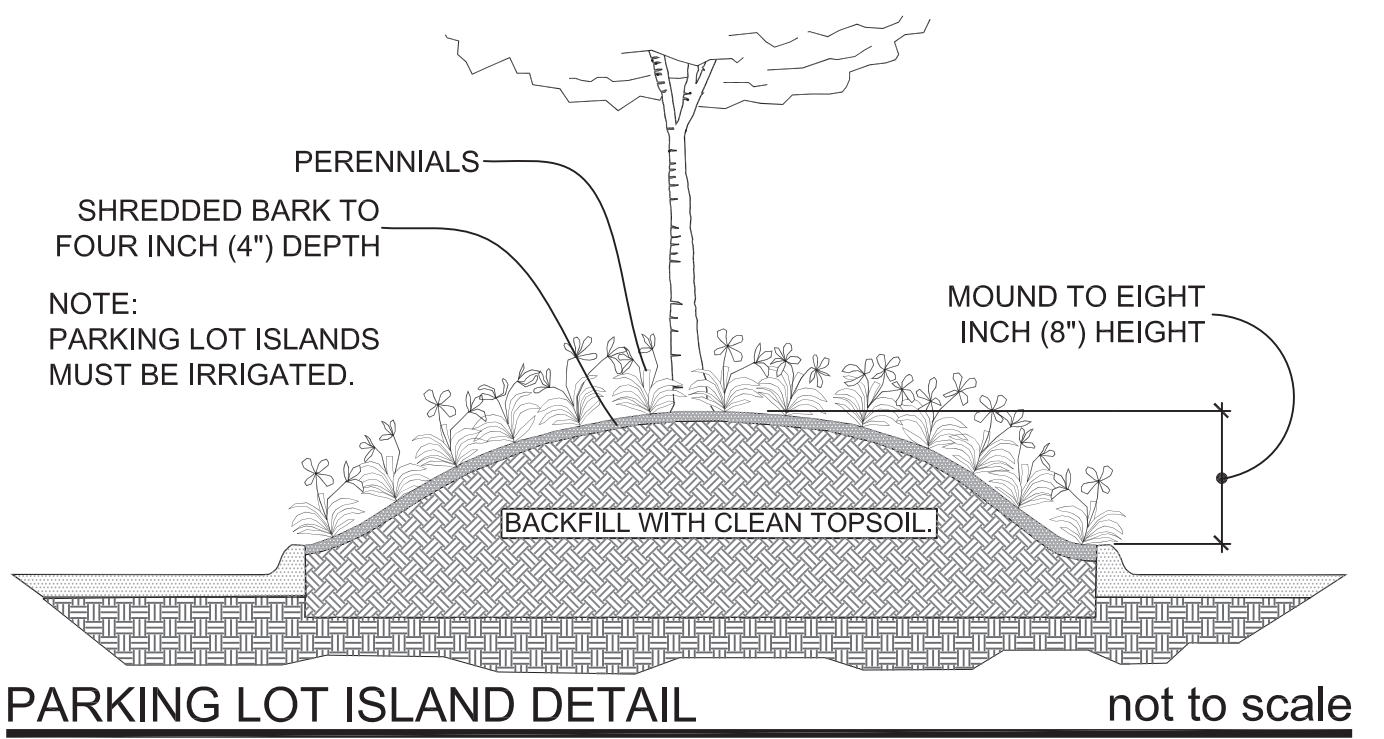 PERENNIALS
SHREDDED BARK TO
FOUR INCH (4") DEPTH
NOTE:
PARKING LOT ISLANDS
MUST BE IRRIGATED.
MOUND TO EIGHT
INCH (8") HEIGHT
BACKFILL WITH CLEAN TOPSOIL.
PARKING LOT ISLAND DETAIL
not to scale